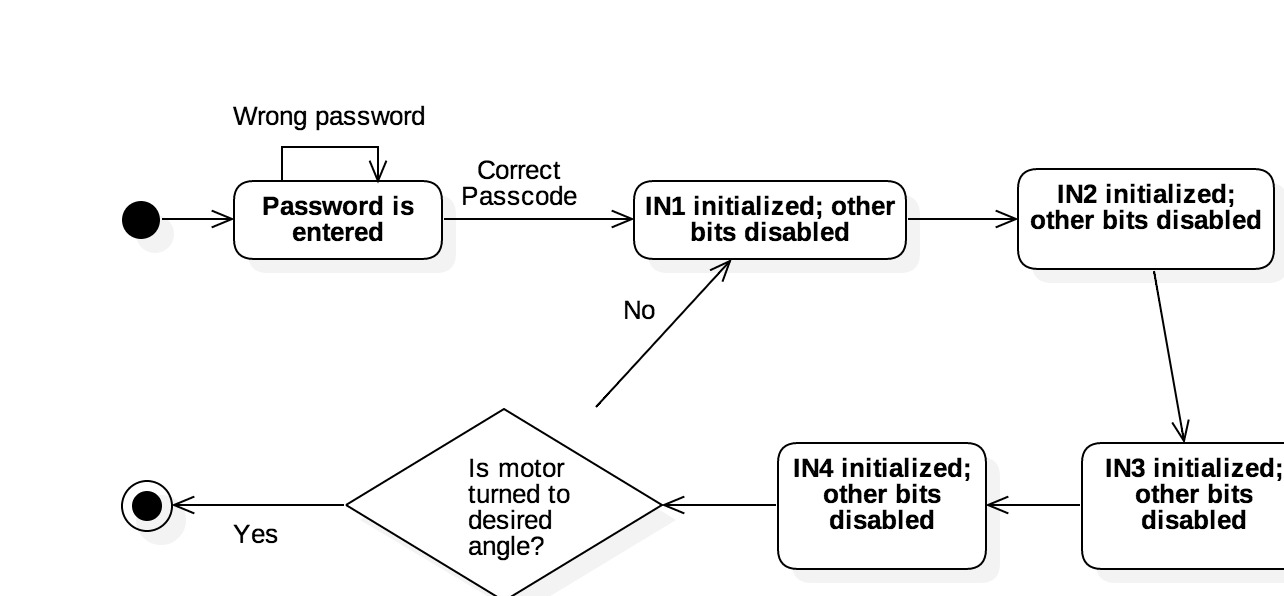 Wrong password
Correct
Passcode
Password is
entered
IN1 initialized; other
bits disabled
IN2 initialized;
other bits disabled
No
Is motor
turned to
desired
angle?
IN4 initialized;
other bits
disabled
IN3 initialized;
other bits
disabled
Yes